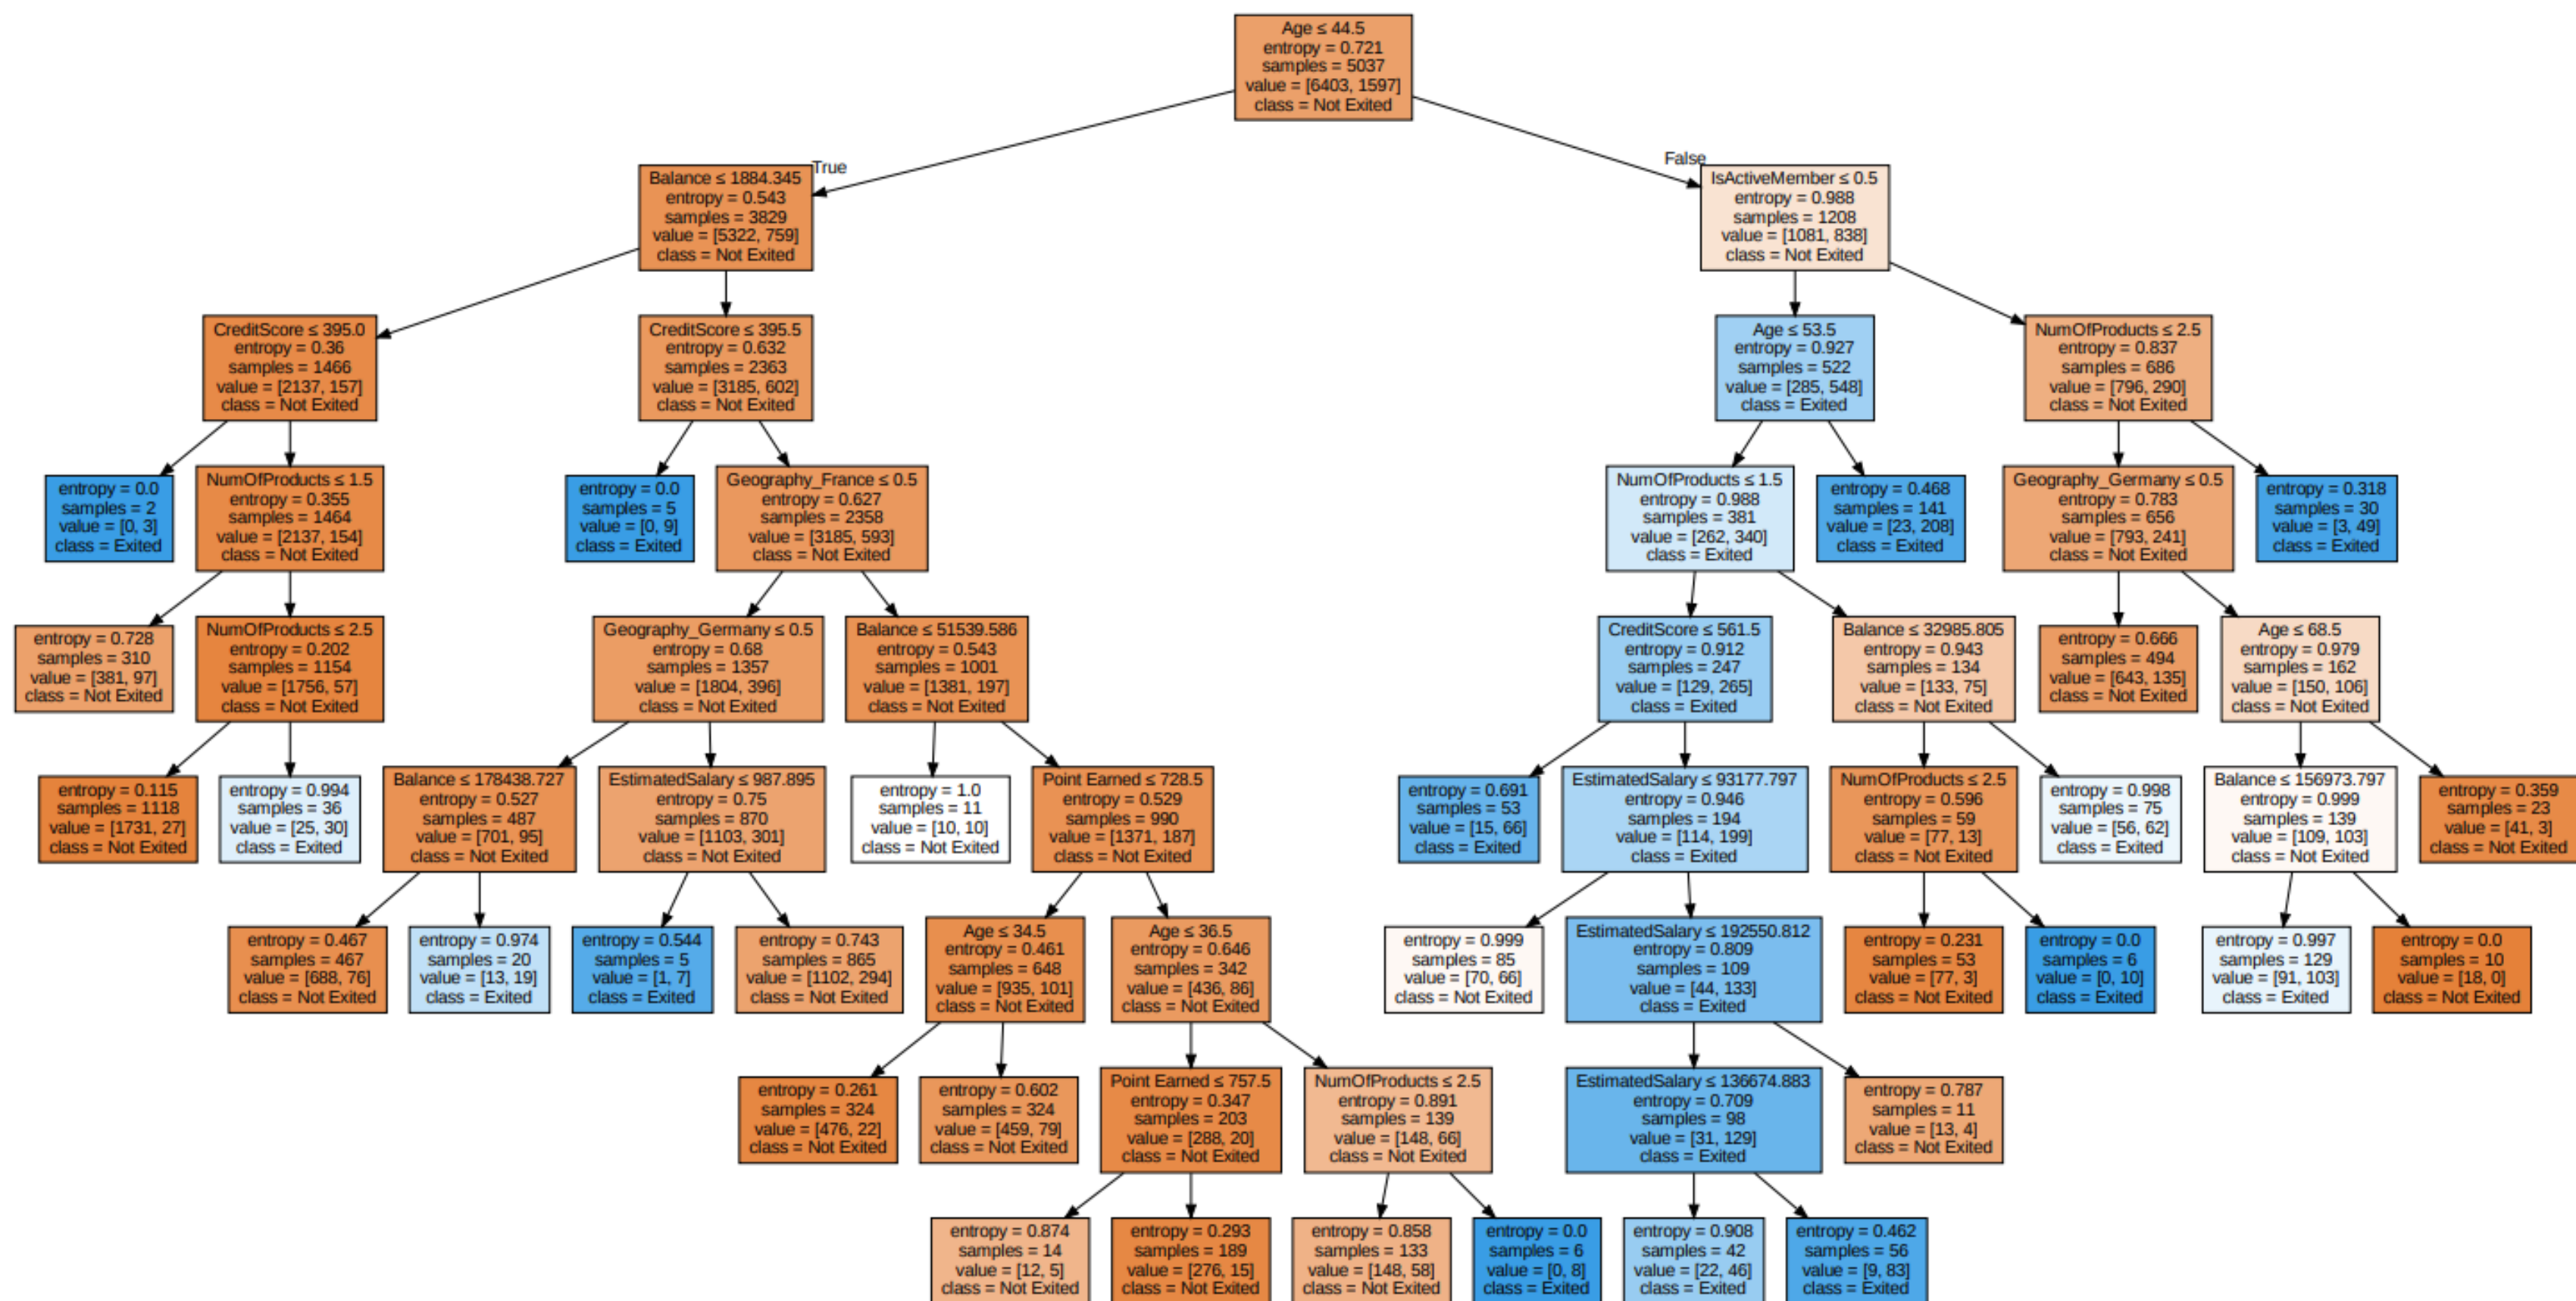 Age ≤ 44.5
entropy = 0.721
samples = 5037
value = [6403, 1597]
class = Not Exited
True
False
Balance ≤ 1884.345
entropy = 0.543
samples = 3829
value = [5322, 759]
class = Not Exited
IsActiveMember ≤ 0.5
entropy = 0.988
samples = 1208
value = [1081, 838]
class = Not Exited
CreditScore ≤ 395.0
entropy = 0.36
samples = 1466
value = [2137, 157]
class = Not Exited
CreditScore ≤ 395.5
entropy = 0.632
samples = 2363
value = [3185, 602]
class = Not Exited
Age ≤ 53.5
entropy = 0.927
samples = 522
value = [285, 548]
class = Exited
NumOfProducts ≤ 2.5
entropy = 0.837
samples = 686
value = [796, 290]
class = Not Exited
entropy = 0.0
samples = 2
value = [0, 3]
class = Exited
NumOfProducts ≤ 1.5
entropy = 0.355
samples = 1464
value = [2137, 154]
class = Not Exited
entropy = 0.0
samples = 5
value = [0, 9]
class = Exited
Geography_France ≤ 0.5
entropy = 0.627
samples = 2358
value = [3185, 593]
class = Not Exited
NumOfProducts ≤ 1.5
entropy = 0.988
samples = 381
value = [262, 340]
class = Exited
entropy = 0.468
samples = 141
value = [23, 208]
class = Exited
Geography_Germany ≤ 0.5
entropy = 0.783
samples = 656
value = [793, 241]
class = Not Exited
entropy = 0.318
samples = 30
value = [3, 49]
class = Exited
entropy = 0.728
samples = 310
value = [381, 97]
class = Not Exited
NumOfProducts ≤ 2.5
entropy = 0.202
samples = 1154
value = [1756, 57]
class = Not Exited
Geography_Germany ≤ 0.5
entropy = 0.68
samples = 1357
value = [1804, 396]
class = Not Exited
Balance ≤ 51539.586
entropy = 0.543
samples = 1001
value = [1381, 197]
class = Not Exited
CreditScore ≤ 561.5
entropy = 0.912
samples = 247
value = [129, 265]
class = Exited
Balance ≤ 32985.805
entropy = 0.943
samples = 134
value = [133, 75]
class = Not Exited
entropy = 0.666
samples = 494
value = [643, 135]
class = Not Exited
Age ≤ 68.5
entropy = 0.979
samples = 162
value = [150, 106]
class = Not Exited
entropy = 0.115
samples = 1118
value = [1731, 27]
class = Not Exited
entropy = 0.994
samples = 36
value = [25, 30]
class = Exited
Balance ≤ 178438.727
entropy = 0.527
samples = 487
value = [701, 95]
class = Not Exited
EstimatedSalary ≤ 987.895
entropy = 0.75
samples = 870
value = [1103, 301]
class = Not Exited
entropy = 1.0
samples = 11
value = [10, 10]
class = Not Exited
Point Earned ≤ 728.5
entropy = 0.529
samples = 990
value = [1371, 187]
class = Not Exited
entropy = 0.691
samples = 53
value = [15, 66]
class = Exited
EstimatedSalary ≤ 93177.797
entropy = 0.946
samples = 194
value = [114, 199]
class = Exited
NumOfProducts ≤ 2.5
entropy = 0.596
samples = 59
value = [77, 13]
class = Not Exited
entropy = 0.998
samples = 75
value = [56, 62]
class = Exited
Balance ≤ 156973.797
entropy = 0.999
samples = 139
value = [109, 103]
class = Not Exited
entropy = 0.359
samples = 23
value = [41, 3]
class = Not Exited
entropy = 0.467
samples = 467
value = [688, 76]
class = Not Exited
entropy = 0.974
samples = 20
value = [13, 19]
class = Exited
entropy = 0.544
samples = 5
value = [1, 7]
class = Exited
entropy = 0.743
samples = 865
value = [1102, 294]
class = Not Exited
Age ≤ 34.5
entropy = 0.461
samples = 648
value = [935, 101]
class = Not Exited
Age ≤ 36.5
entropy = 0.646
samples = 342
value = [436, 86]
class = Not Exited
entropy = 0.999
samples = 85
value = [70, 66]
class = Not Exited
EstimatedSalary ≤ 192550.812
entropy = 0.809
samples = 109
value = [44, 133]
class = Exited
entropy = 0.231
samples = 53
value = [77, 3]
class = Not Exited
entropy = 0.0
samples = 6
value = [0, 10]
class = Exited
entropy = 0.997
samples = 129
value = [91, 103]
class = Exited
entropy = 0.0
samples = 10
value = [18, 0]
class = Not Exited
entropy = 0.261
samples = 324
value = [476, 22]
class = Not Exited
entropy = 0.602
samples = 324
value = [459, 79]
class = Not Exited
Point Earned ≤ 757.5
entropy = 0.347
samples = 203
value = [288, 20]
class = Not Exited
NumOfProducts ≤ 2.5
entropy = 0.891
samples = 139
value = [148, 66]
class = Not Exited
EstimatedSalary ≤ 136674.883
entropy = 0.709
samples = 98
value = [31, 129]
class = Exited
entropy = 0.787
samples = 11
value = [13, 4]
class = Not Exited
entropy = 0.874
samples = 14
value = [12, 5]
class = Not Exited
entropy = 0.293
samples = 189
value = [276, 15]
class = Not Exited
entropy = 0.858
samples = 133
value = [148, 58]
class = Not Exited
entropy = 0.0
samples = 6
value = [0, 8]
class = Exited
entropy = 0.908
samples = 42
value = [22, 46]
class = Exited
entropy = 0.462
samples = 56
value = [9, 83]
class = Exited